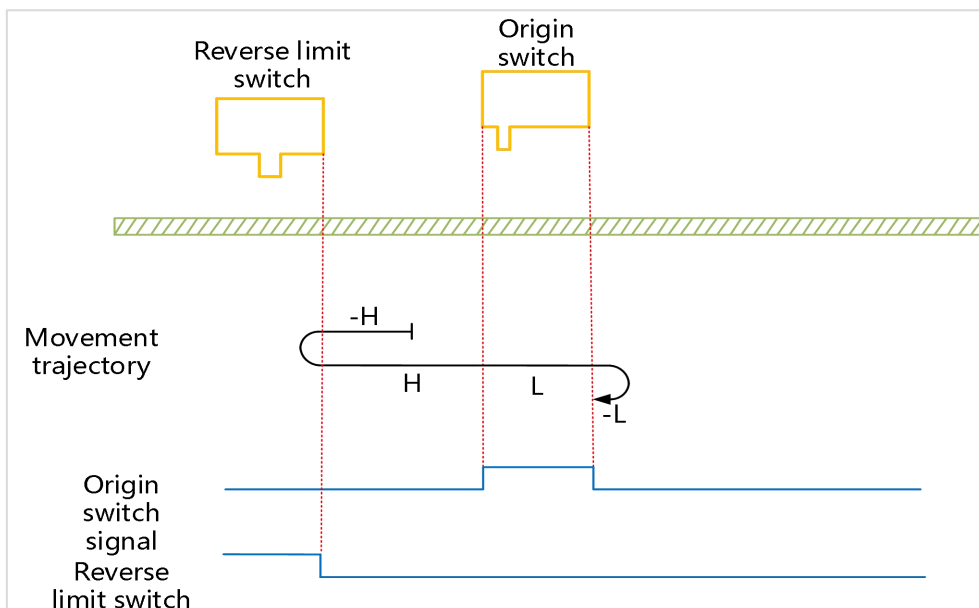 Reverse limit
switch
Origin
switch
Movement
trajectory
-H
H
L
-L
Origin
switch
signal
Reverse
limit switch